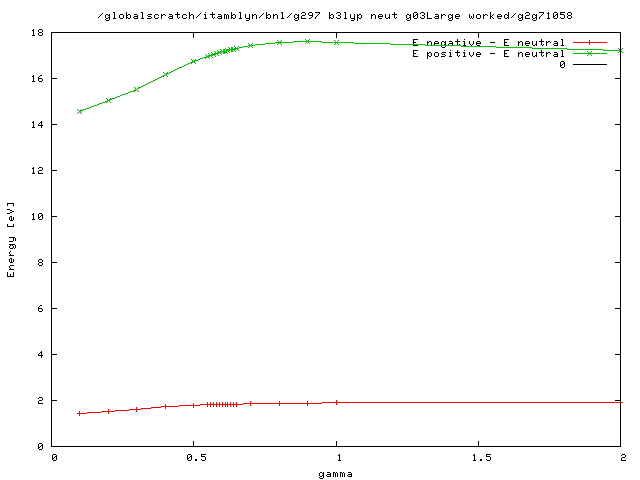 /globalscratch/itamblyn/bnl/g297 b3lyp neut g03Large worked/g2g71058
E negative - E neutral
E positive - E neutral
0
18
16
14
12
10
8
6
4
2
0
Energy [eV]
0 0.5 1 1.5 2
gamma